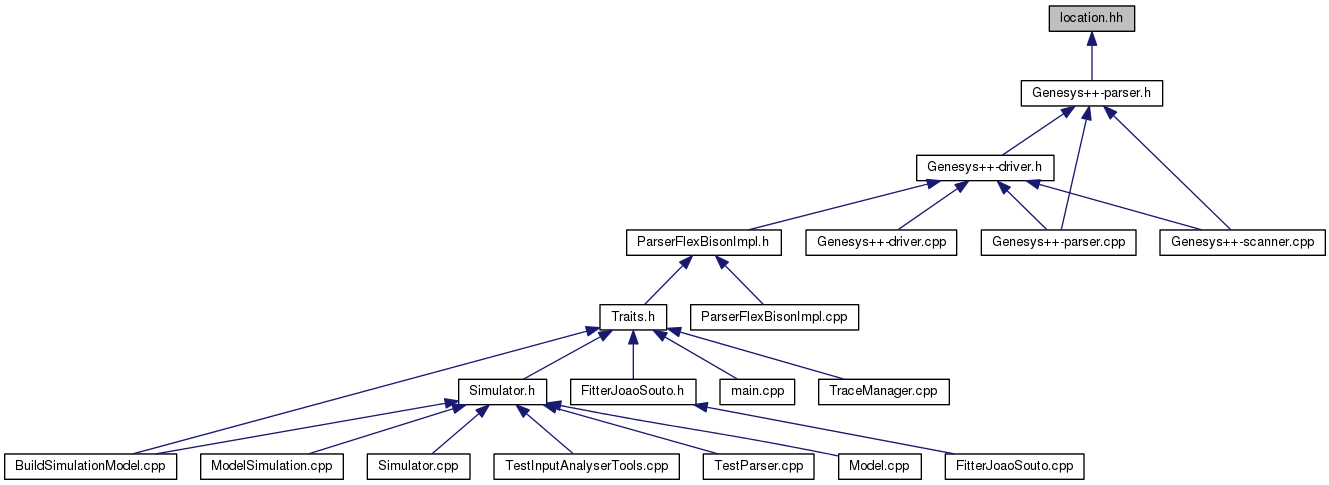 location.hh
Genesys++-parser.h
Genesys++-driver.h
ParserFlexBisonImpl.h
Genesys++-driver.cpp
Genesys++-parser.cpp
Genesys++-scanner.cpp
Traits.h
ParserFlexBisonImpl.cpp
Simulator.h
FitterJoaoSouto.h
main.cpp
TraceManager.cpp
BuildSimulationModel.cpp
ModelSimulation.cpp
Simulator.cpp
TestInputAnalyserTools.cpp
TestParser.cpp
Model.cpp
FitterJoaoSouto.cpp